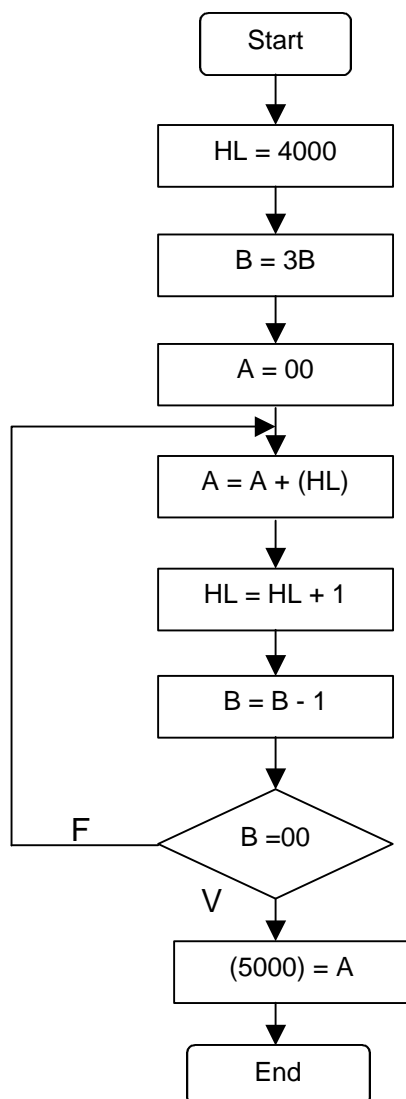 Start
HL = 4000
B = 3B
A = 00
A = A + (HL)
HL = HL + 1
B = B - 1
B =00
F
V
(5000) = A
End